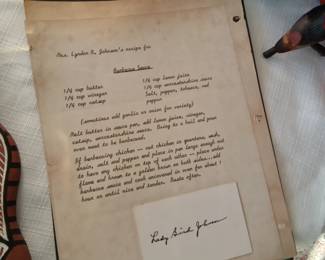 Mrs. Lyndon B. Johnson's recipe for
Barbecue Sauce
1/4 cup butter 1/4 cup lemon juice
1/4 cup vinegar 1/4 cup worcestershire sauce
1/4 cup catsup Salt, pepper, tabasco, red
pepper
(sometimes add garlic or onion for variety)
Melt butter in sauce pan, add lemon juice, vinegar,
catsup, worcestershire sauce. Bring to a boil and pour
over meat to be barbecued.
If barbecuing chicken -- cut chicken in quarters, wash,
drain, salt and pepper and place in pan large enough not
to have any chicken on top of each other -- place under
flame and brown to a golden brown on both sides. add
barbecue sauce and cook uncovered in oven for about 1
hour or until nice and tender. Baste often.
Lady Bird Johnson